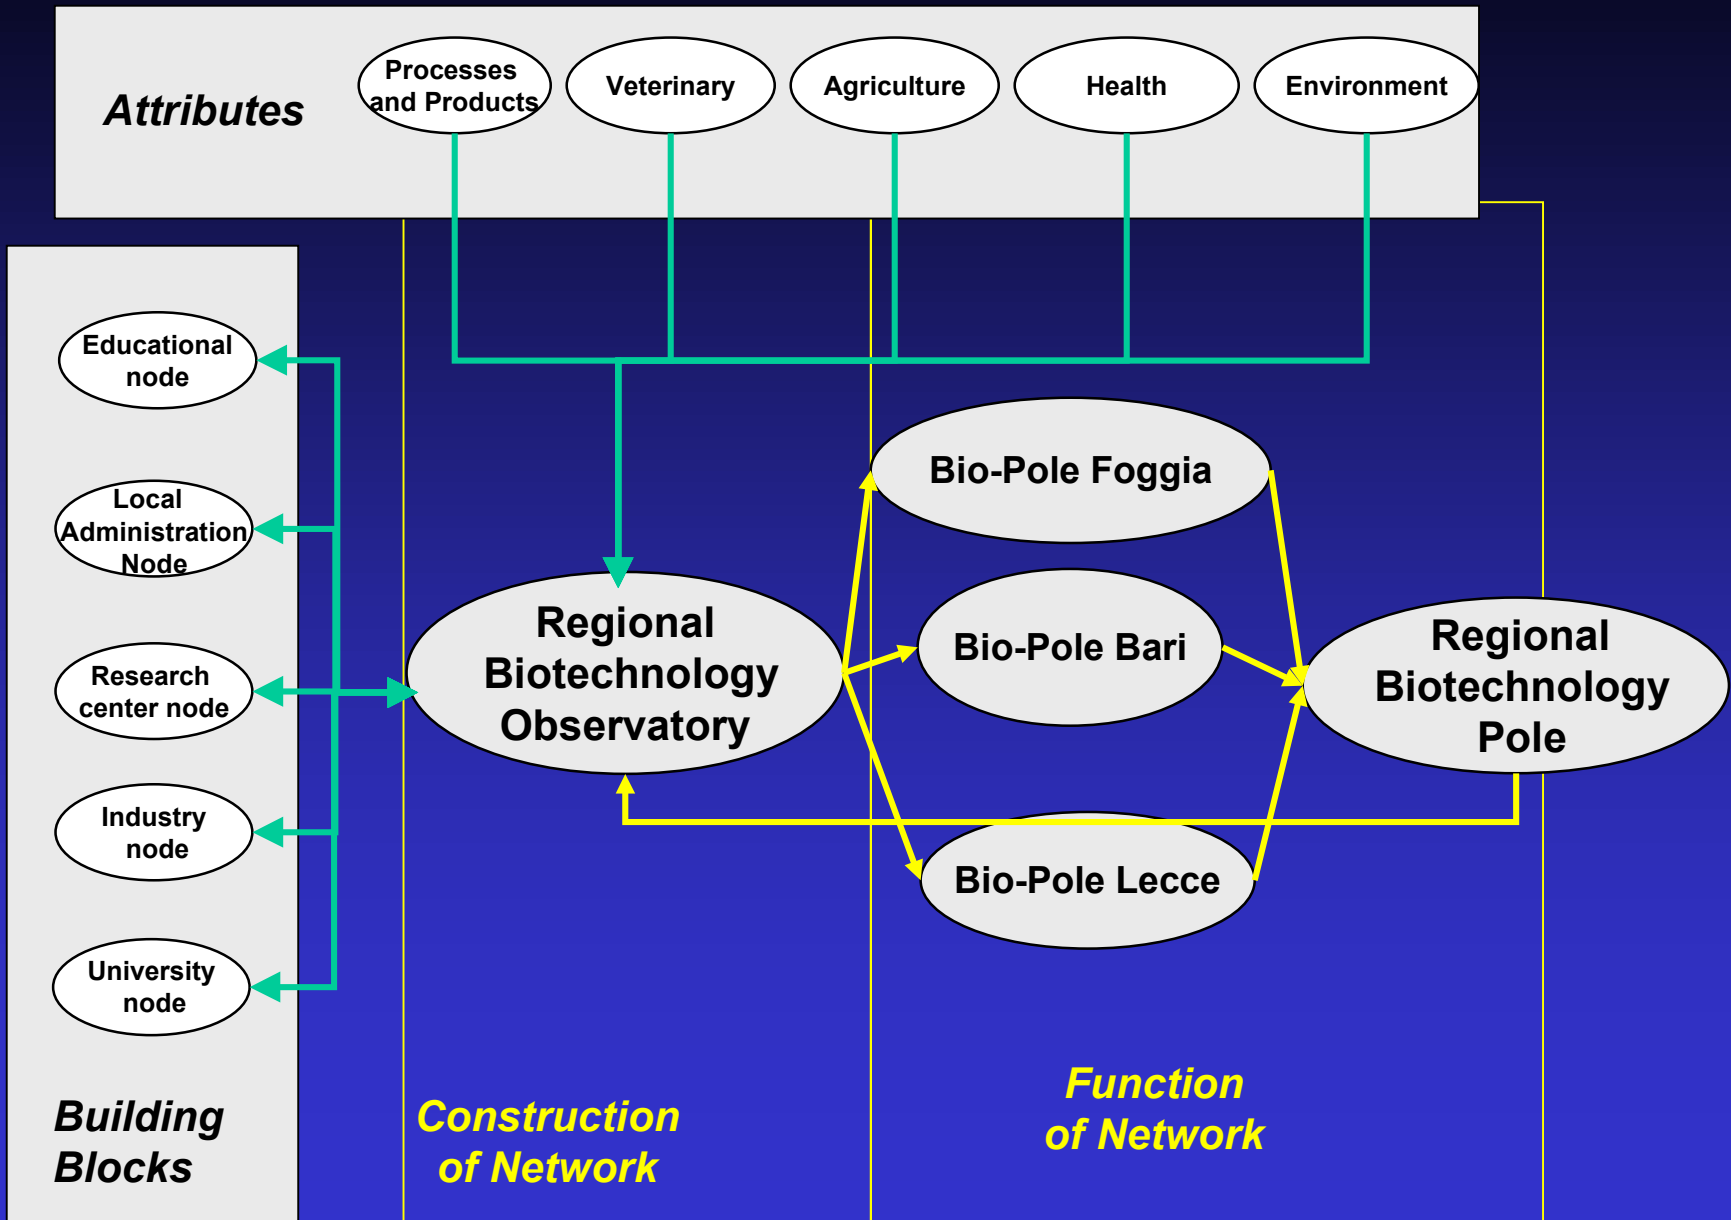 Attributes
Processes
and Products
Veterinary
Agriculture
Health
Environment
Educational
node
Local
Administration
Node
Research
center node
Industry
node
University
node
Building
Blocks
Regional
Biotechnology
Observatory
Construction
of Network
Bio-Pole Foggia
Bio-Pole Bari
Bio-Pole Lecce
Function
of Network
Regional
Biotechnology
Pole